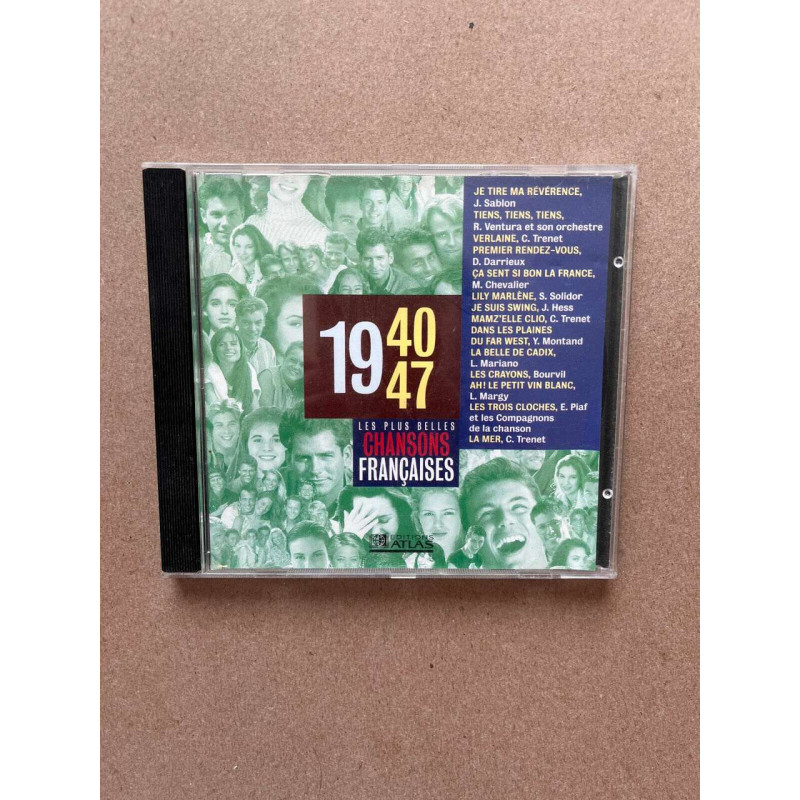 JE TIRE MA RÉVÉRENCE,
J. Sablon
TIENS, TIENS, TIENS,
R. Ventura et son orchestre
VERLAINE, C. Trenet
PREMIER RENDEZ-VOUS,
D. Darrieux
ÇA SENT SI BON LA FRANCE,
M. Chevalier
LILY MARLÈNE, S. Solidor
JE SUIS SWING, J. Hess
MAMZ'ELLE CLIO, C. Trenet
DANS LES PLAINES
DU FAR WEST, Y. Montand
LA BELLE DE CADIX,
L. Mariano
LES CRAYONS, Bourvil
AH! LE PETIT VIN BLANC,
L. Margy
LES TROIS CLOCHES, E. Piaf
et les Compagnons
de la chanson
LA MER, C. Trenet
19 40
47
LES PLUS BELLES
CHANSONS
FRANÇAISES
EDITIONS
ATLAS